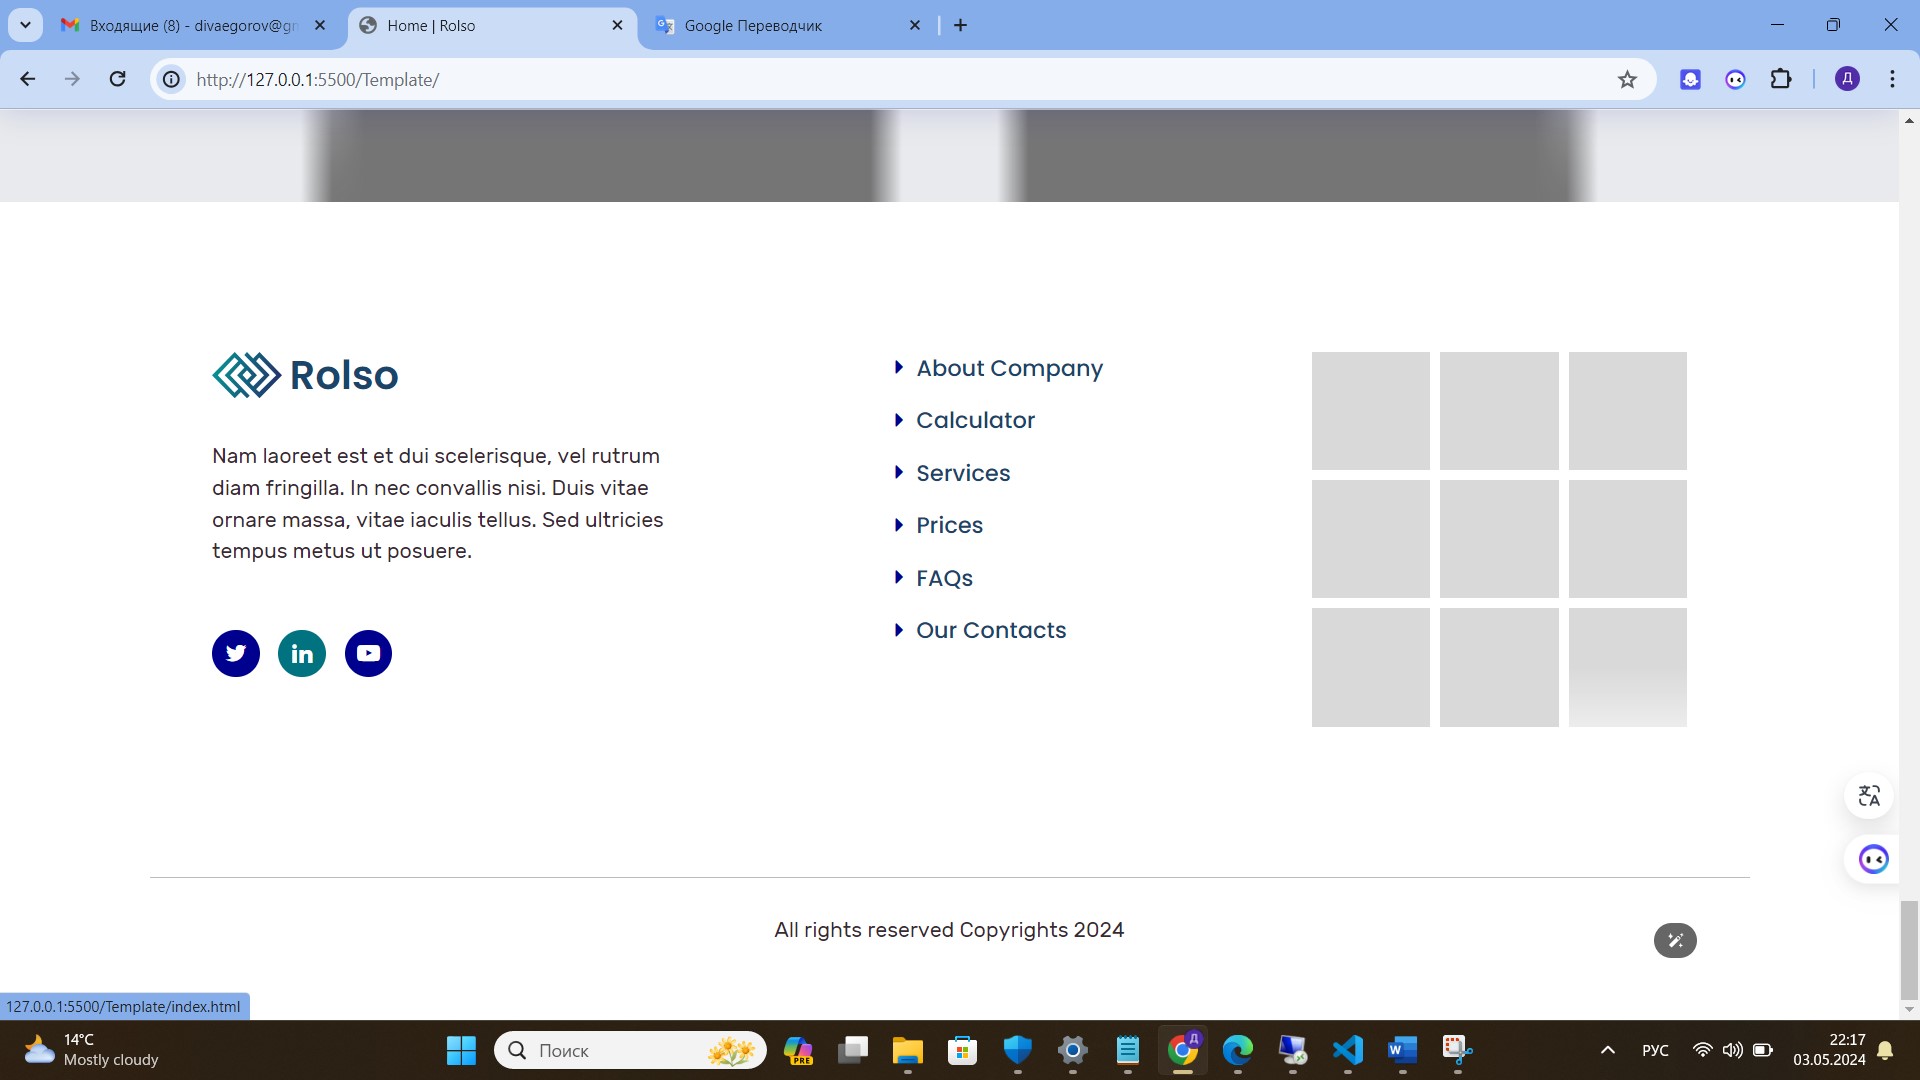 Входящие (8) - divaegorov@gm
Home | Rolso
Google Переводчик
http://127.0.0.1:5500/Template/
Д
Rolso
Nam laoreet est et dui scelerisque, vel rutrum
diam fringilla. In nec convallis nisi. Duis vitae
ornare massa, vitae iaculis tellus. Sed ultricies
tempus metus ut posuere.
in
About Company
Calculator
Services
Prices
FAQs
Our Contacts
All rights reserved Copyrights 2024
127.0.0.1:5500/Template/index.html
14°C
Mostly cloudy
Поиск
PRE
Д
W
РУС
22:17
03.05.2024